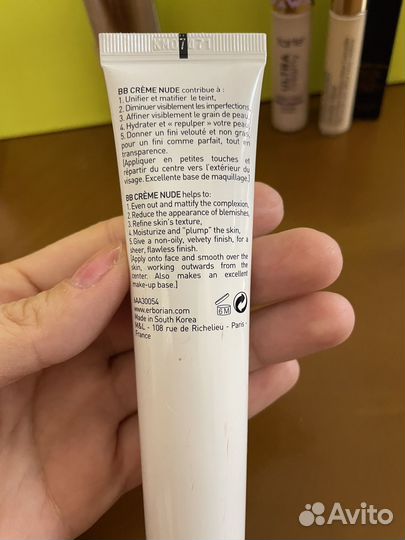 KN07J71
BB CRÈME NUDE contribue à :
1. Unifier et matifier le teint,
2. Diminuer visiblement les imperfections,
3. Affiner visiblement le grain de peau,
4. Hydrater et « repulper » votre peau,
5. Donner un fini velouté et non gras,
pour un fini comme parfait, tout en
transparence.
[Appliquer en petites touches et
répartir du centre vers l'extérieur du
visage. Excellente base de maquillage.]
BB CRÈME NUDE helps to:
1. Even out and mattify the complexion,
2. Reduce the appearance of blemishes,
3. Refine skin's texture,
4. Moisturize and "plump" the skin,
5. Give a non-oily, velvety finish, for a
sheer, flawless finish.
[Apply onto face and smooth over the
skin, working outwards from the
center. Also makes an excellent
make-up base.]
6AA30054
www.erborian.com
Made in South Korea
M&L - 108 rue de Richelieu - Paris -
France
6 M
tarte
ULTRA
Avito